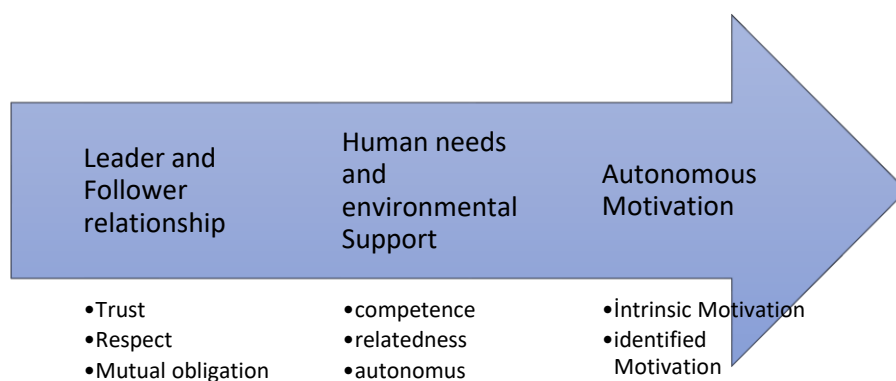 Leader and
Follower
relationship
Human needs
and
environmental
Support
Autonomous
Motivation
•Trust
•Respect
•Mutual obligation
•competence
•relatedness
•autonomus
•İntrinsic Motivation
•identified
Motivation